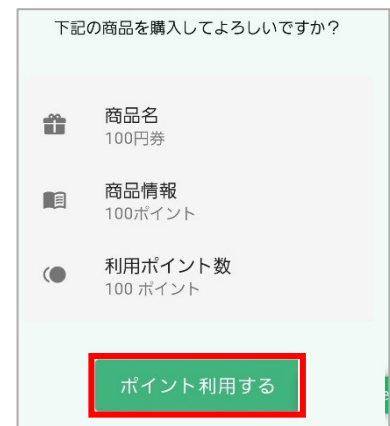 下記の商品を購入してよろしいですか？
商品名
100円券
商品情報
100ポイント
利用ポイント数
100 ポイント
ポイント利用する